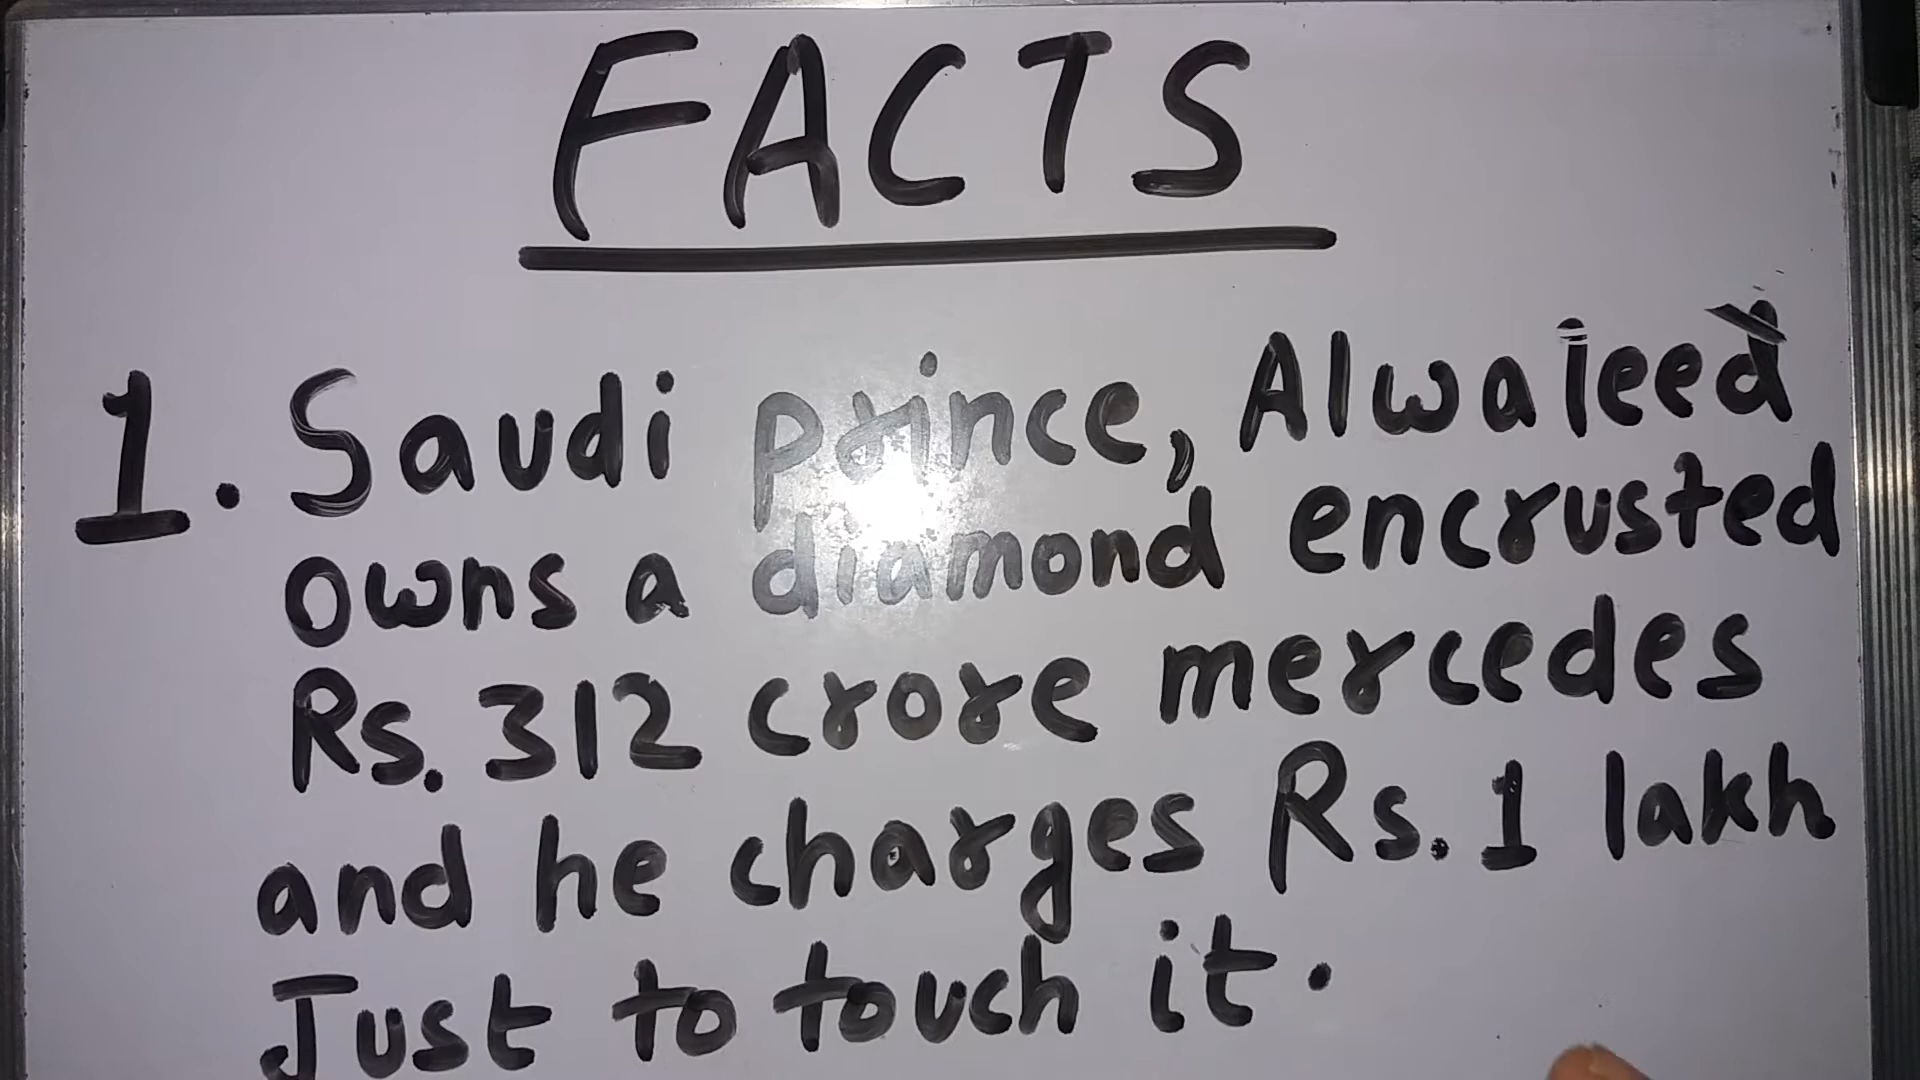 FACTS
1. Saudi prince, Alwaleed
owns a diamond encrusted
Rs. 312 crore mercedes
and he charges Rs. 1 lakh
Just to touch it.